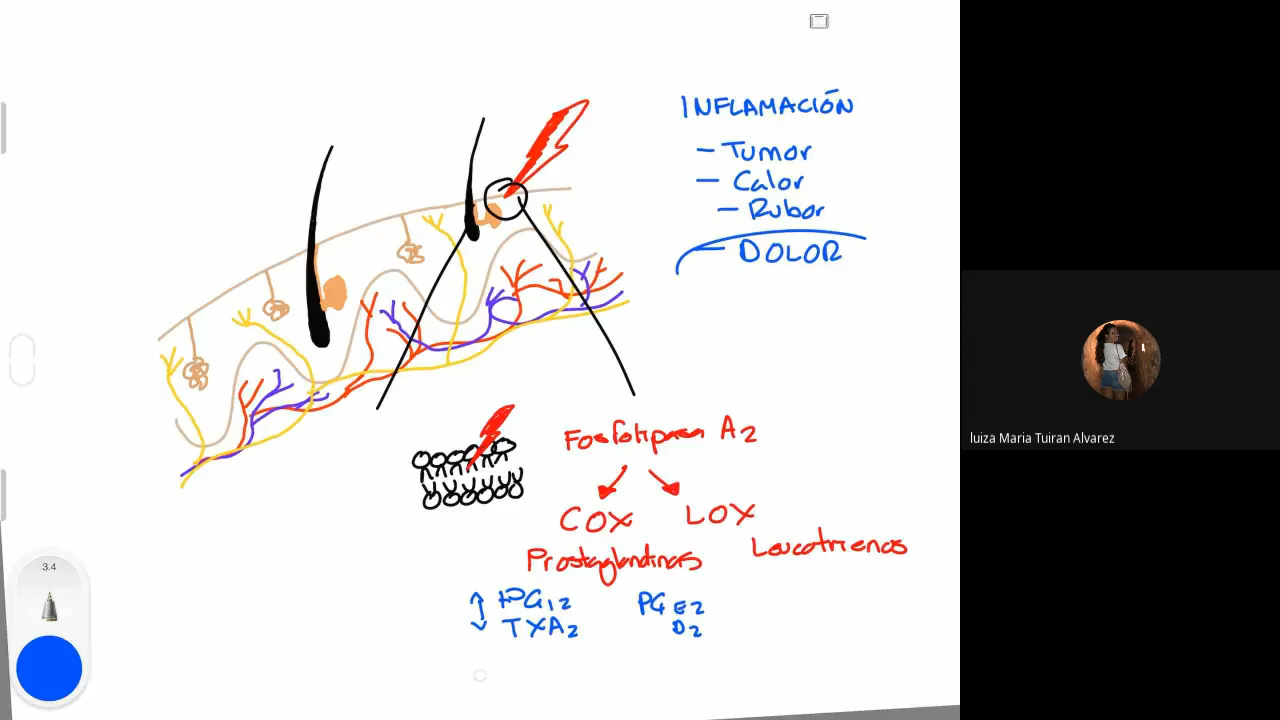 INFLAMACIÓN
- Tumor
- Calor
- Rubor
- DOLOR
Fosfolipasa A2
COX LOX
Prostaglandinas Leucotrienos
↑ PGI2 PGE2
↓ TXA2 D2
3.4
luiza Maria Tuiran Alvarez